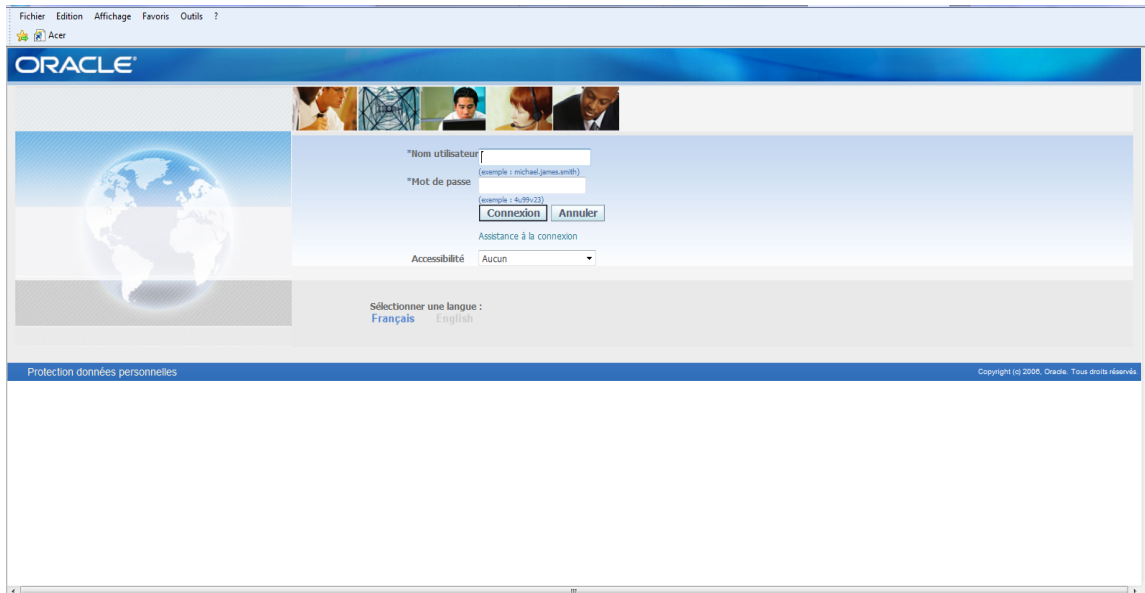 Fichier Edition Affichage Favoris Outils ?
Acer
ORACLE
*Nom utilisateur
(exemple : michael.james.smith)
*Mot de passe
(exemple : 4u99v23)
Connexion Annuler
Assistance à la connexion
Accessibilité Aucun
Sélectionner une langue :
Français English
Protection données personnelles Copyright (c) 2006, Oracle. Tous droits réservés.